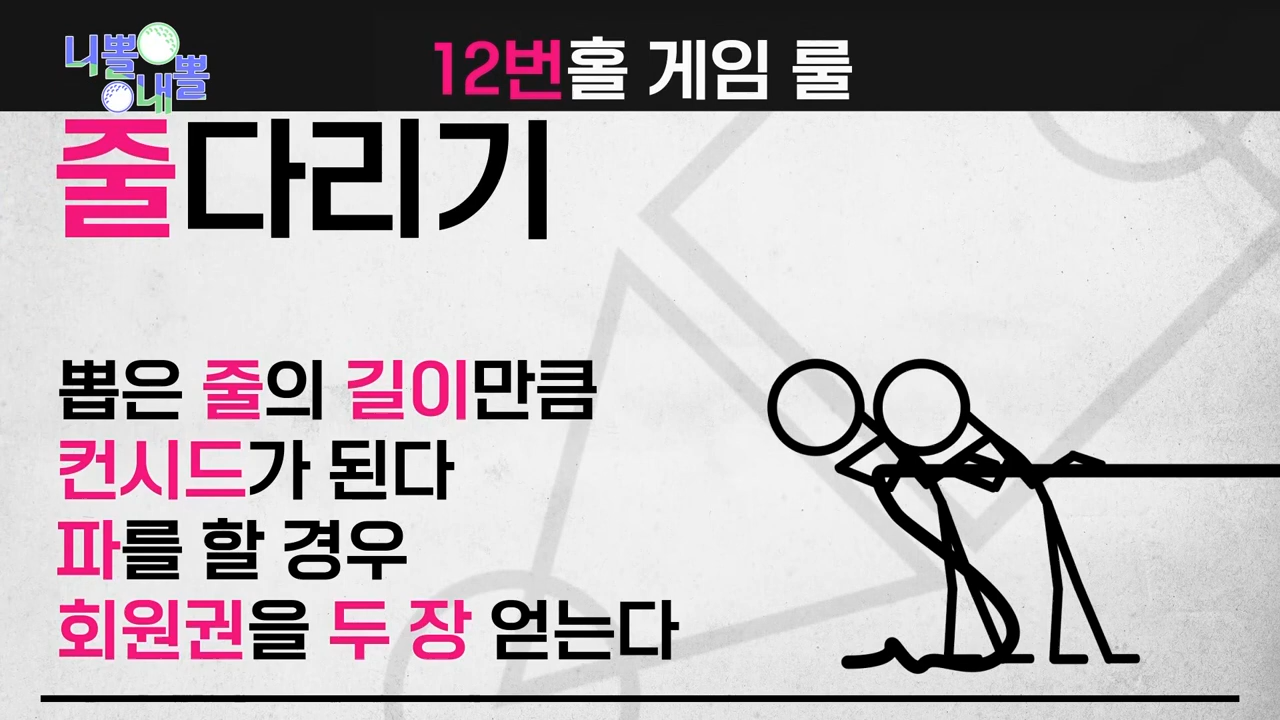 니뽈
내뽈
12번홀 게임 룰
줄다리기
뽑은 줄의 길이만큼
컨시드가 된다
파를 할 경우
회원권을 두 장 얻는다